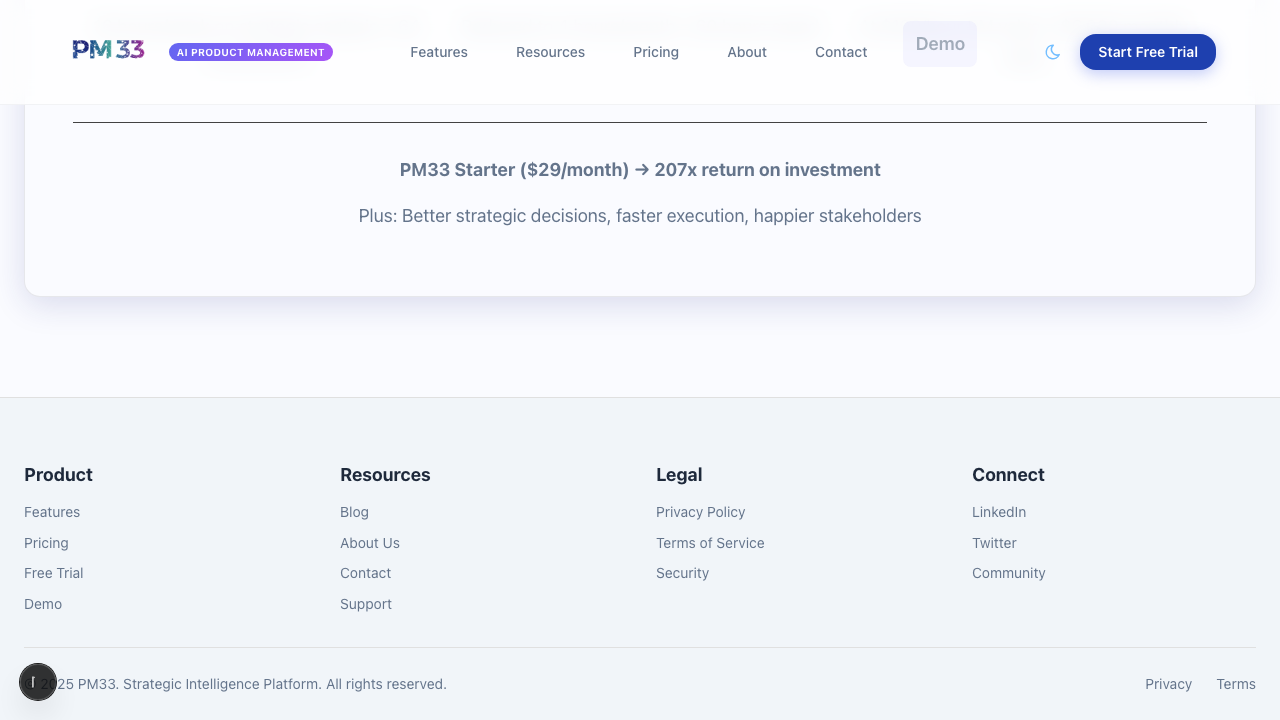 PM33
AI PRODUCT MANAGEMENT
Features
Resources
Pricing
About
Contact
Demo
Start Free Trial
PM33 Starter ($29/month) → 207x return on investment
Plus: Better strategic decisions, faster execution, happier stakeholders
Product
Features
Pricing
Free Trial
Demo
Resources
Blog
About Us
Contact
Support
Legal
Privacy Policy
Terms of Service
Security
Connect
LinkedIn
Twitter
Community
© 2025 PM33. Strategic Intelligence Platform. All rights reserved.
Privacy
Terms